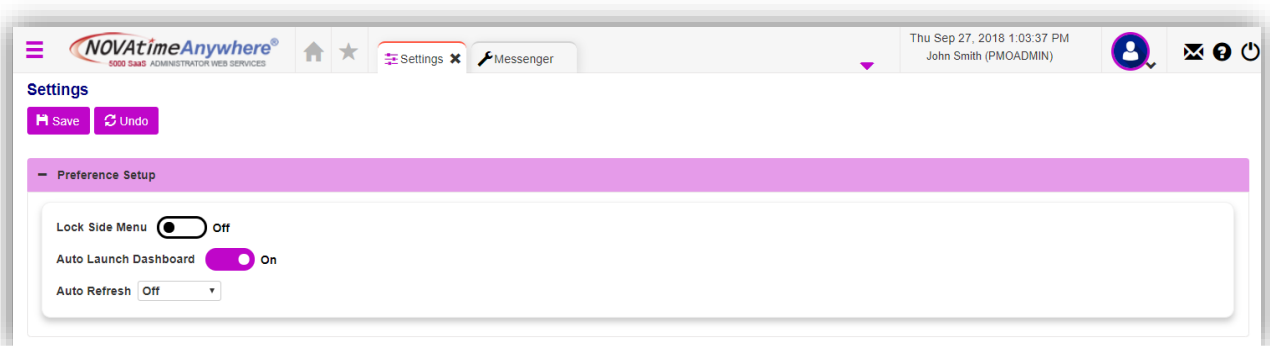 NOVAtimeAnywhere®
5000 SaaS ADMINISTRATOR WEB SERVICES
Settings
Messenger
Thu Sep 27, 2018 1:03:37 PM
John Smith (PMOADMIN)
Settings
Save
Undo
Preference Setup
Lock Side Menu Off
Auto Launch Dashboard On
Auto Refresh Off